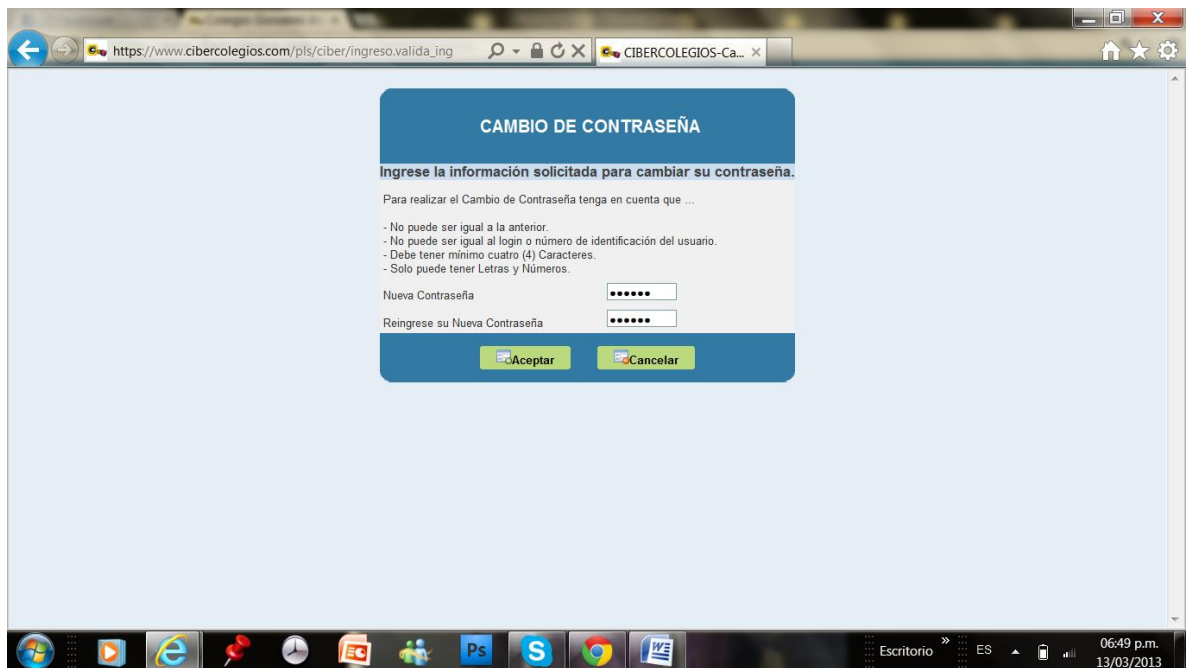 https://www.cibercolegios.com/pls/ciber/ingreso.valida_ing
CIBERCOLEGIOS-Ca...
CAMBIO DE CONTRASEÑA
Ingrese la información solicitada para cambiar su contraseña.
Para realizar el Cambio de Contraseña tenga en cuenta que ...
- No puede ser igual a la anterior.
- No puede ser igual al login o número de identificación del usuario.
- Debe tener mínimo cuatro (4) Caracteres.
- Solo puede tener Letras y Números.
Nueva Contraseña
Reingrese su Nueva Contraseña
Aceptar
Cancelar
Ps
Escritorio
ES
06:49 p.m.
13/03/2013